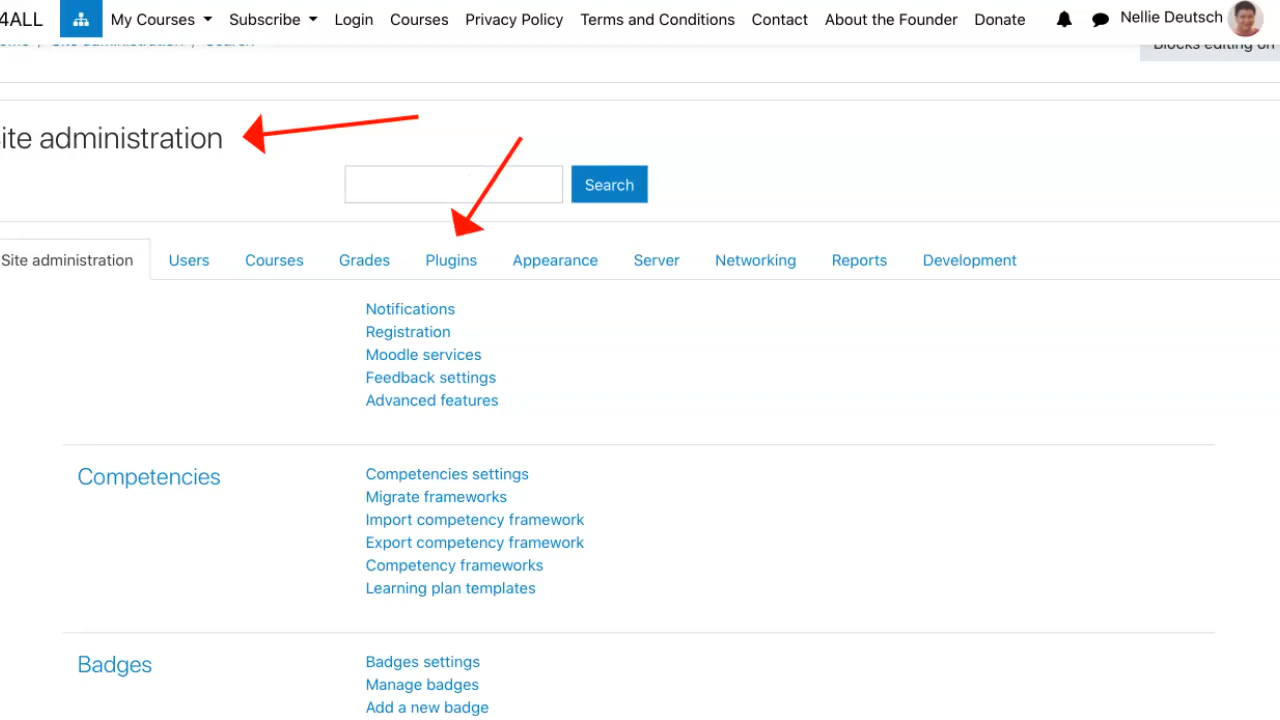 4ALL My Courses Subscribe Login Courses Privacy Policy Terms and Conditions Contact About the Founder Donate Nellie Deutsch
Blocks editing on
ite administration
Search
Site administration Users Courses Grades Plugins Appearance Server Networking Reports Development
Notifications
Registration
Moodle services
Feedback settings
Advanced features
Competencies
Competencies settings
Migrate frameworks
Import competency framework
Export competency framework
Competency frameworks
Learning plan templates
Badges
Badges settings
Manage badges
Add a new badge